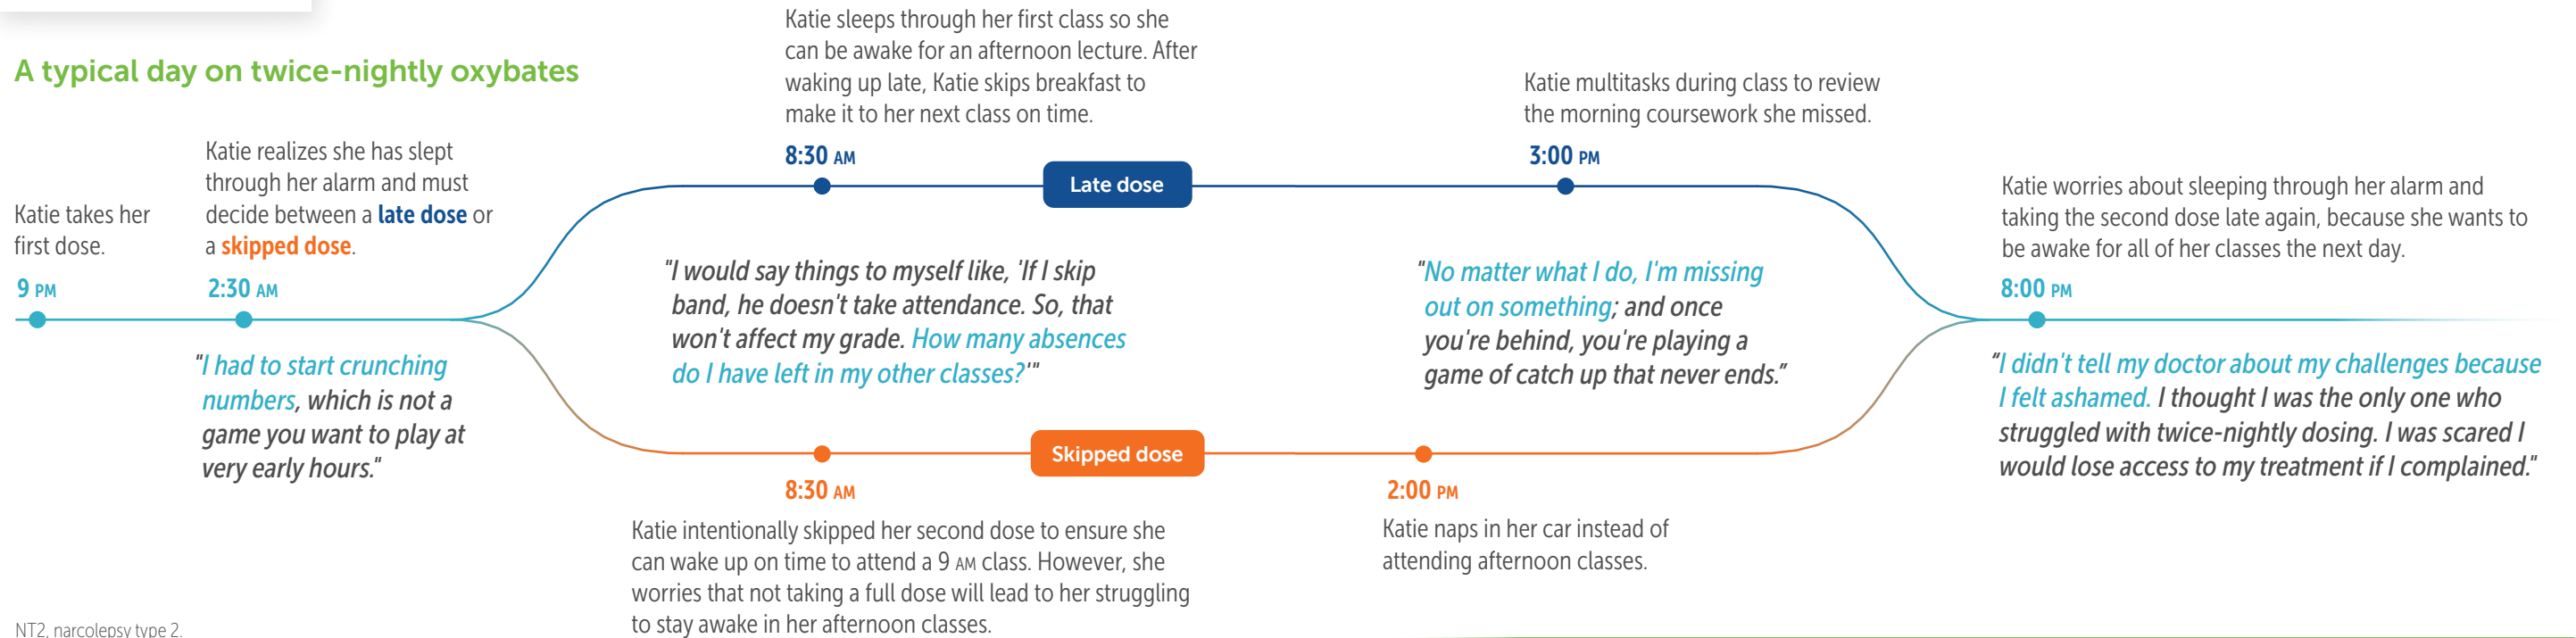 A typical day on twice-nightly oxybates
Katie takes her
first dose.
9 PM
Katie realizes she has slept
through her alarm and must
decide between a late dose or
a skipped dose.
2:30 AM
"I had to start crunching
numbers, which is not a
game you want to play at
very early hours."
Katie sleeps through her first class so she
can be awake for an afternoon lecture. After
waking up late, Katie skips breakfast to
make it to her next class on time.
8:30 AM
Late dose
Katie multitasks during class to review
the morning coursework she missed.
3:00 PM
"I would say things to myself like, 'If I skip
band, he doesn't take attendance. So, that
won't affect my grade. How many absences
do I have left in my other classes?'"
"No matter what I do, I'm missing
out on something; and once
you're behind, you're playing a
game of catch up that never ends.”
Skipped dose
8:30 AM
Katie intentionally skipped her second dose to ensure she
can wake up on time to attend a 9 AM class. However, she
worries that not taking a full dose will lead to her struggling
to stay awake in her afternoon classes.
2:00 PM
Katie naps in her car instead of
attending afternoon classes.
Katie worries about sleeping through her alarm and
taking the second dose late again, because she wants to
be awake for all of her classes the next day.
8:00 PM
“I didn't tell my doctor about my challenges because
I felt ashamed. I thought I was the only one who
struggled with twice-nightly dosing. I was scared I
would lose access to my treatment if I complained."
NT2, narcolepsy type 2.